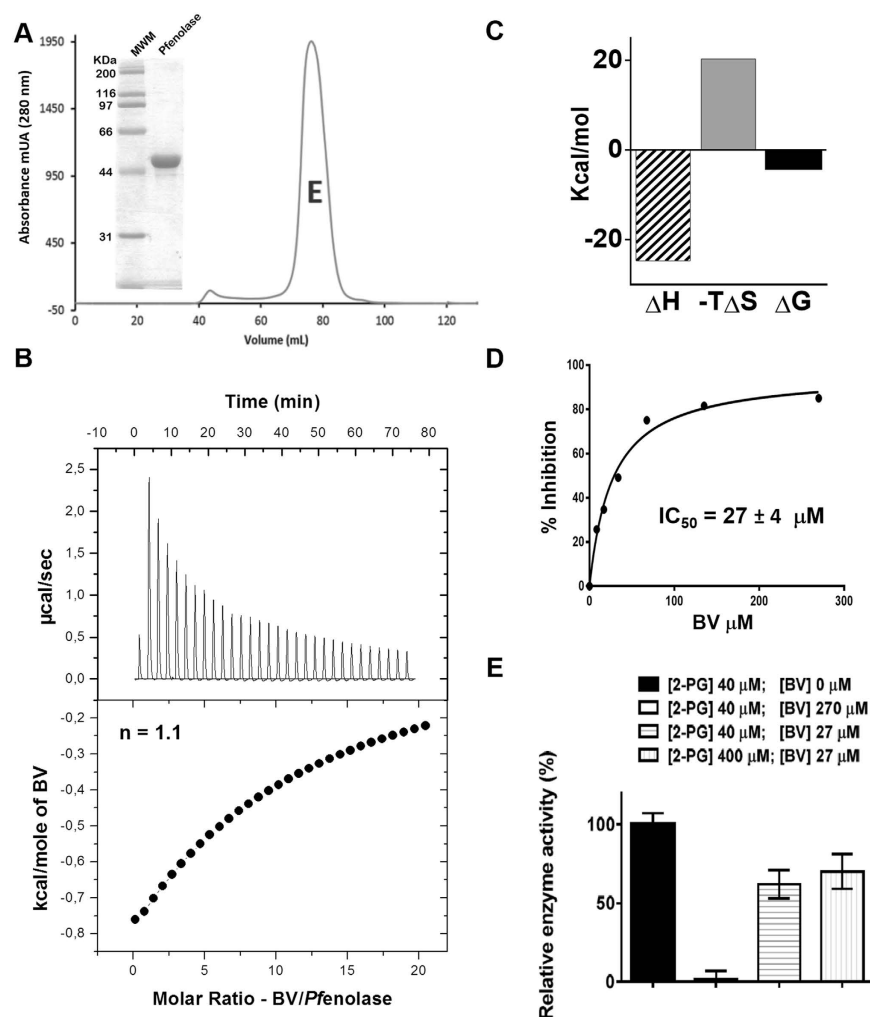 A
MWM
Pfenolase
KDa
200
116
97
66
44
31
1950
1450
950
450
-50
Absorbance mUA (280 nm)
E
0
20
40
60
80
100
120
Volume (mL)
B
Time (min)
-10 0 10 20 30 40 50 60 70 80
2,5
2,0
1,5
1,0
0,5
0,0
µcal/sec
-0,2
-0,3
-0,4
-0,5
-0,6
-0,7
-0,8
kcal/mole of BV
n = 1.1
0 5 10 15 20
Molar Ratio - BV/Pfenolase
C
20
0
-20
Kcal/mol
ΔH -TΔS ΔG
D
100
80
60
40
20
0
% Inhibition
IC50 = 27 ± 4 µM
0 100 200 300
BV µM
E
[2-PG] 40 µM; [BV] 0 µM
[2-PG] 40 µM; [BV] 270 µM
[2-PG] 40 µM; [BV] 27 µM
[2-PG] 400 µM; [BV] 27 µM
100
50
0
Relative enzyme activity (%)